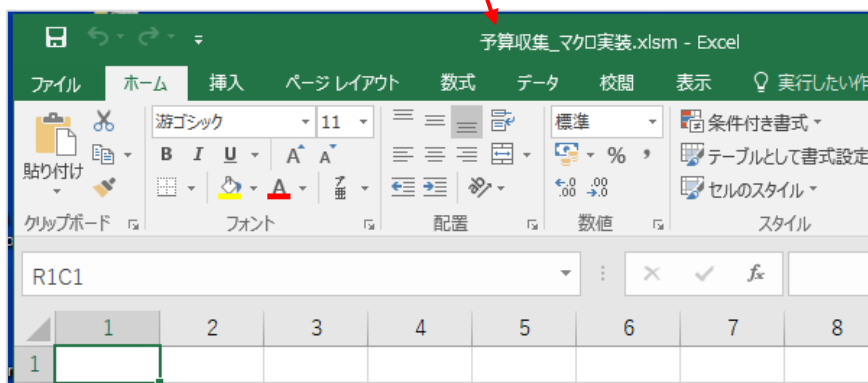 予算収集_マクロ実装.xlsm - Excel
ファイル ホーム 挿入 ページ レイアウト 数式 データ 校閲 表示 実行したい作
游ゴシック 11 標準 条件付き書式
貼り付け B I U A A % , テーブルとして書式設定
A 亜 .0 .00 .00 .0 セルのスタイル
クリップボード フォント 配置 数値 スタイル
R1C1 fx
1 2 3 4 5 6 7 8
1